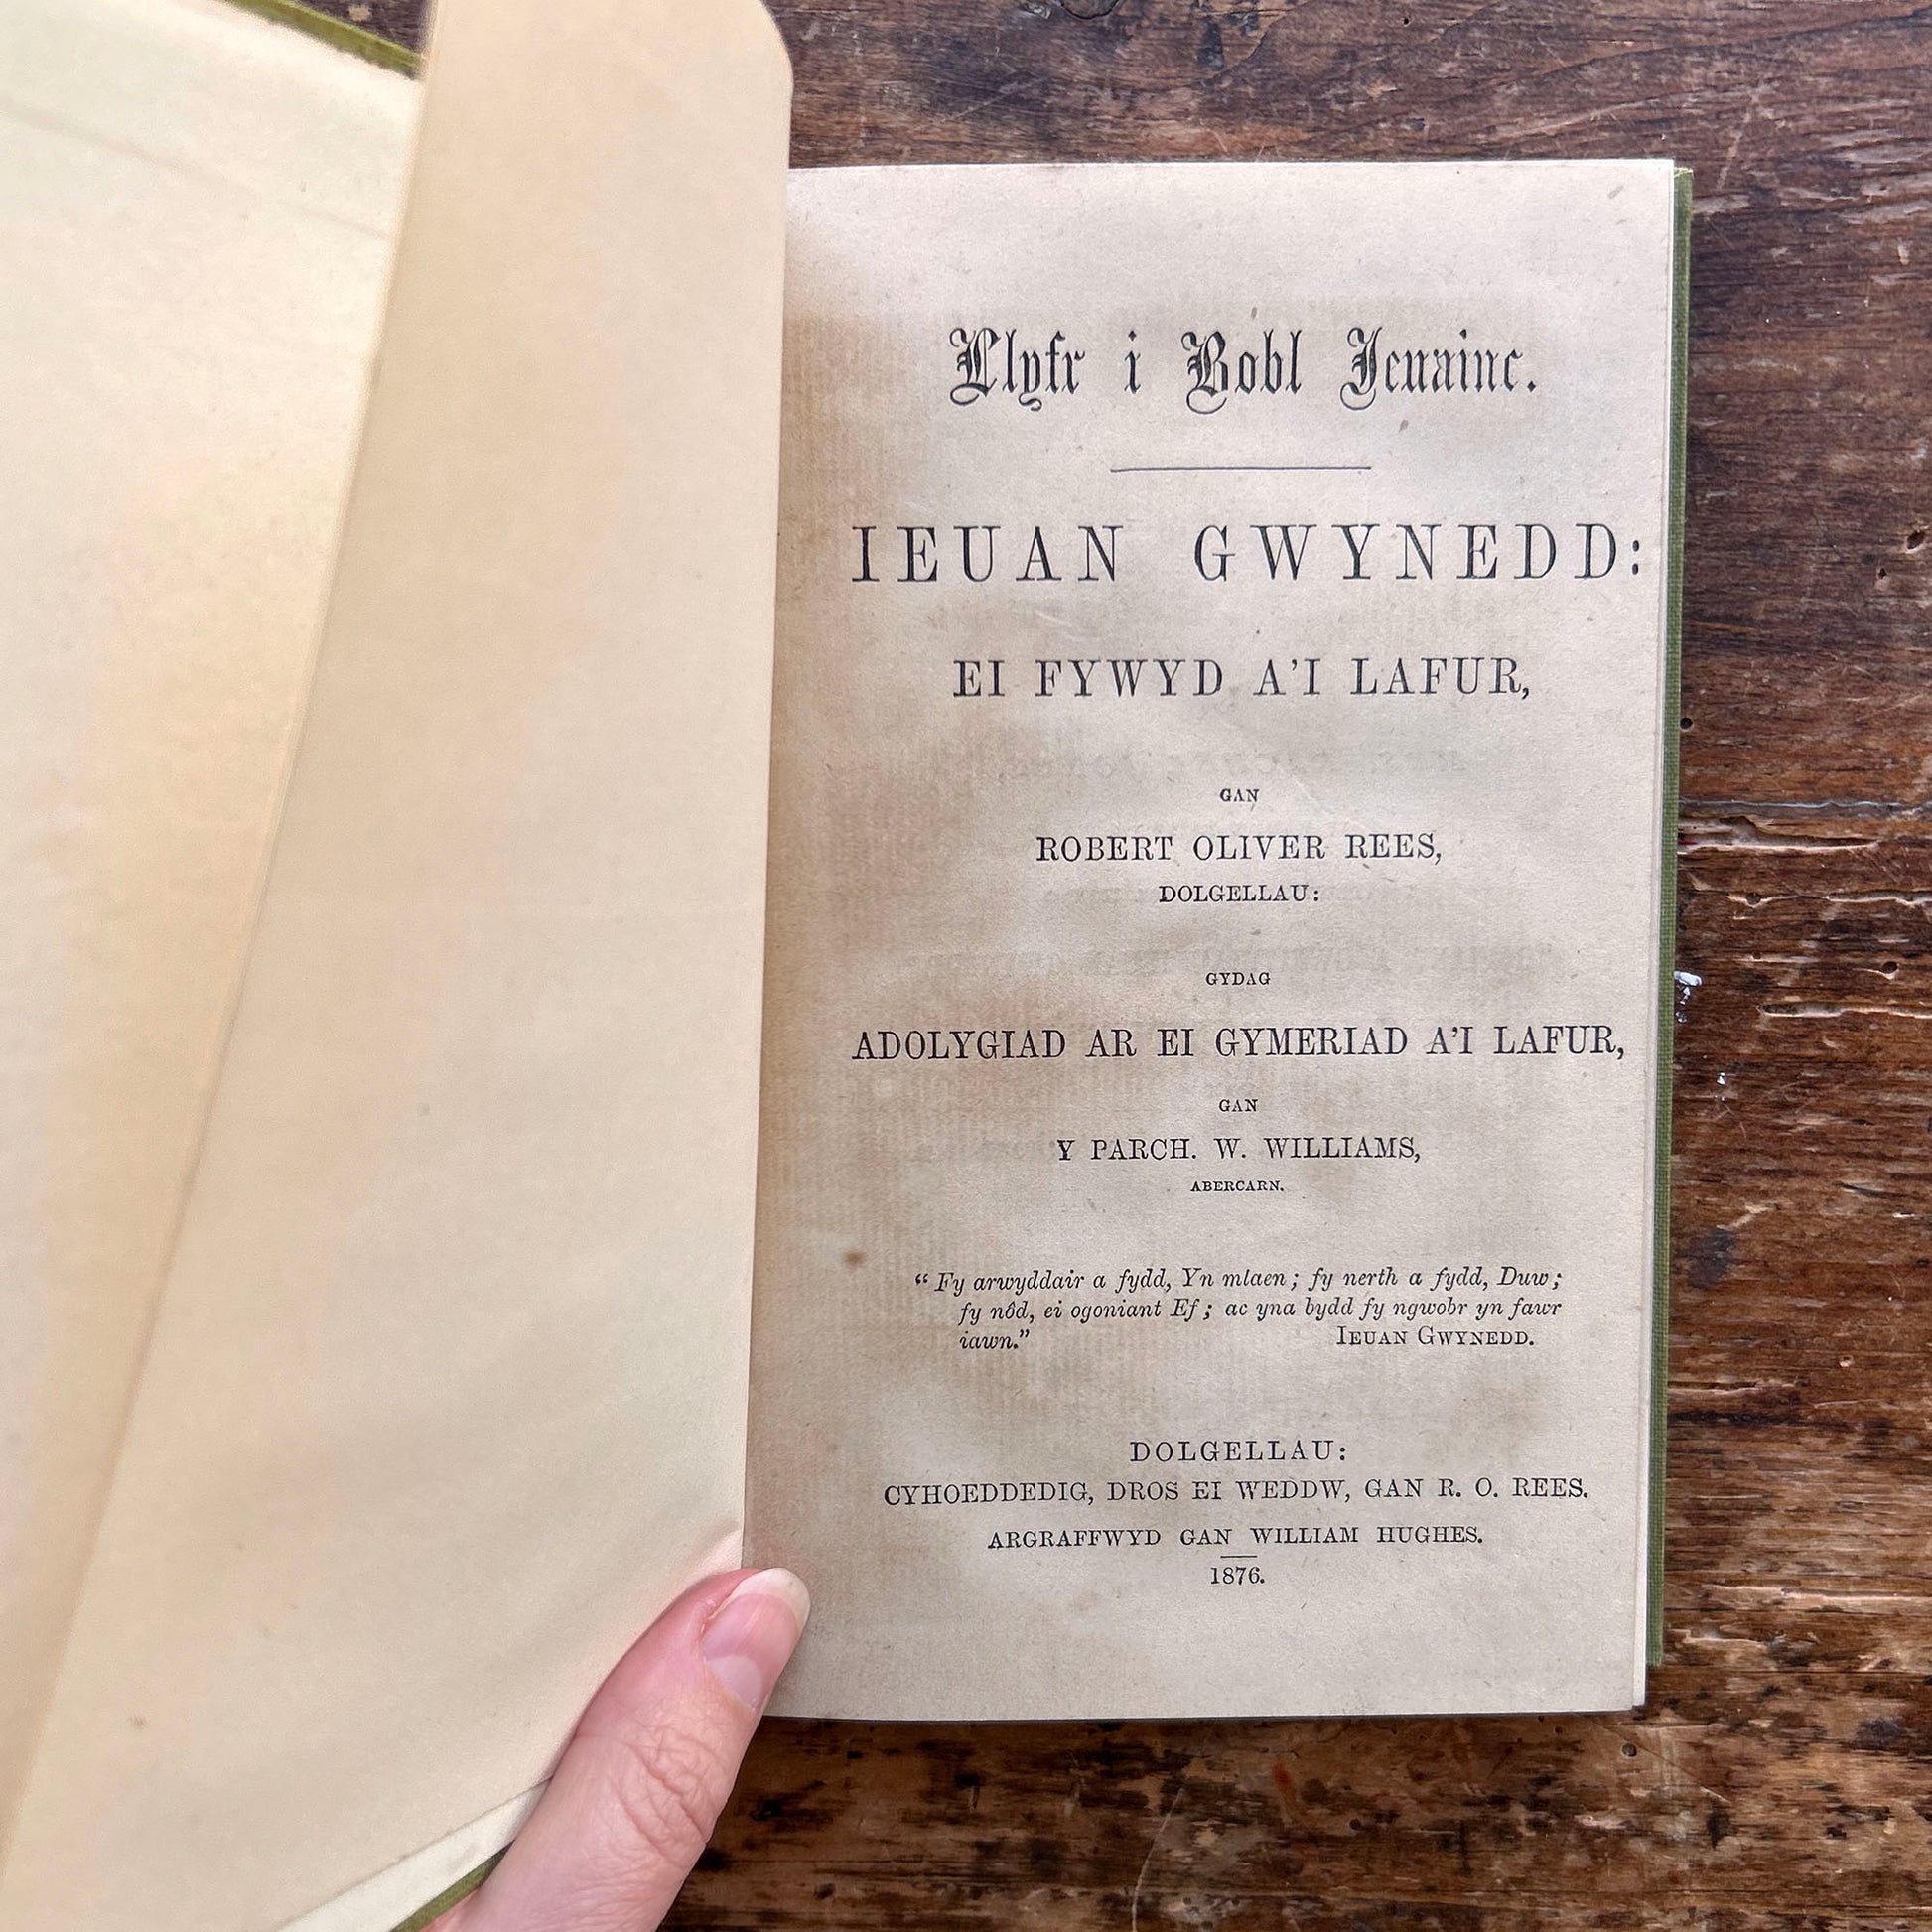 Llyfr i Bobl Ieuainc.
IEUAN GWYNEDD:
EI FYWYD A'I LAFUR,
GAN
ROBERT OLIVER REES,
DOLGELLAU:
GYDAG
ADOLYGIAD AR EI GYMERIAD A'I LAFUR,
GAN
Y PARCH. W. WILLIAMS,
ABERCARN.
“Fy arwyddair a fydd, Yn mlaen; fy nerth a fydd, Duw;
fy nôd, ei ogoniant Ef; ac yna bydd fy ngwobr yn fawr
iawn.” IEUAN GWYNEDD.
DOLGELLAU:
CYHOEDDEDIG, DROS EI WEDDW, GAN R. O. REES.
ARGRAFFWYD GAN WILLIAM HUGHES.
1876.